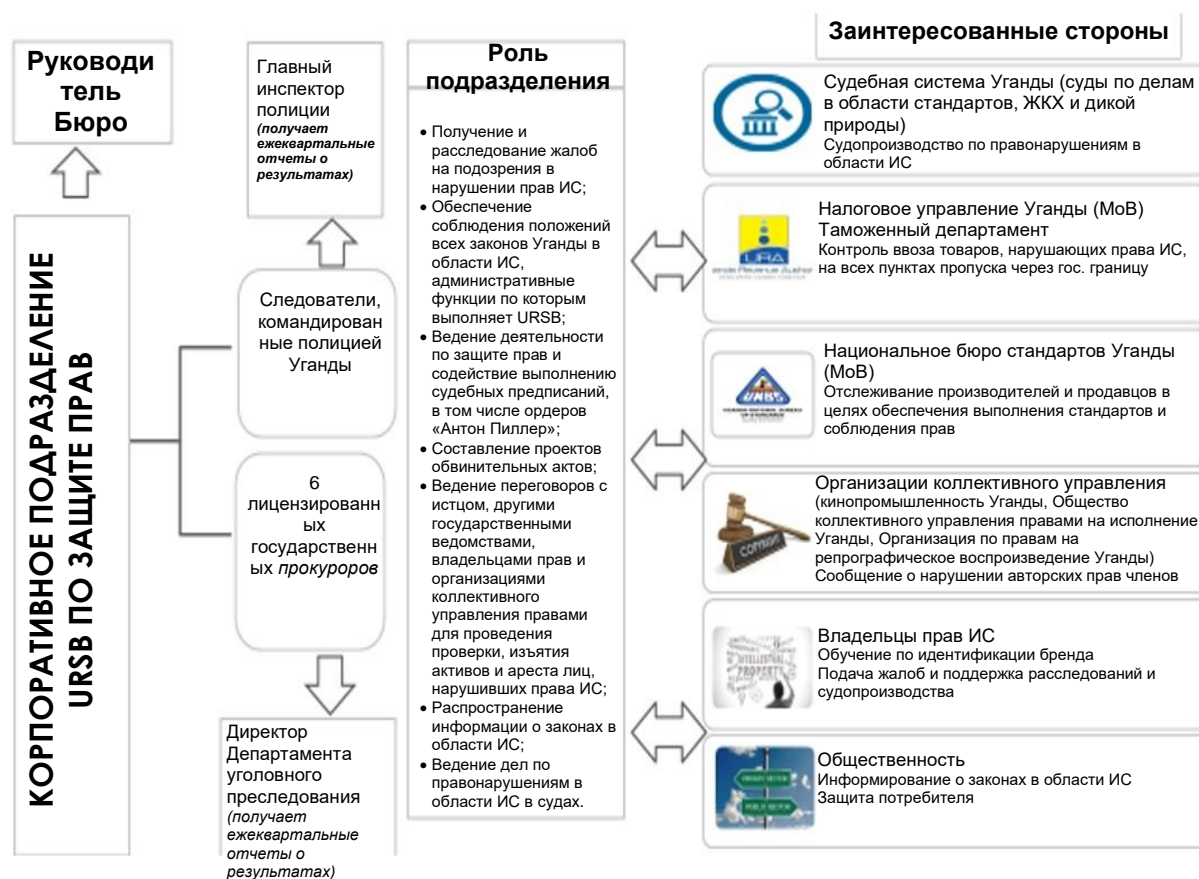 Руководи
тель
Бюро
КОРПОРАТИВНОЕ ПОДРАЗДЕЛЕНИЕ
URSB ПО ЗАЩИТЕ ПРАВ
Главный
инспектор
полиции
(получает
ежеквартальные
отчеты о
результатах)
Следователи,
командирован
ные полицией
Уганды
6
лицензированн
ых
государственн
ых прокуроров
Директор
Департамента
уголовного
преследования
(получает
ежеквартальные
отчеты о
результатах)
Роль
подразделения
• Получение и
расследование жалоб
на подозрения в
нарушении прав ИС;
• Обеспечение
соблюдения положений
всех законов Уганды в
области ИС,
административные
функции по которым
выполняет URSB;
• Ведение деятельности
по защите прав и
содействие выполнению
судебных предписаний,
в том числе ордеров
«Антон Пиллер»;
• Составление проектов
обвинительных актов;
• Ведение переговоров с
истцом, другими
государственными
ведомствами,
владельцами прав и
организациями
коллективного
управления правами
для проведения
проверки, изъятия
активов и ареста лиц,
нарушивших права ИС;
• Распространение
информации о законах в
области ИС;
• Ведение дел по
правонарушениям в
области ИС в судах.
Заинтересованные стороны
Судебная система Уганды (суды по делам
в области стандартов, ЖКХ и дикой
природы)
Судопроизводство по правонарушениям в
области ИС
URA
Налоговое управление Уганды (МоВ)
Таможенный департамент
Контроль ввоза товаров, нарушающих права ИС,
на всех пунктах пропуска через гос. границу
UNBS
Национальное бюро стандартов Уганды
(МоВ)
Отслеживание производителей и продавцов в
целях обеспечения выполнения стандартов и
соблюдения прав
COPYRIGHT
Организации коллективного управления
(кинопромышленность Уганды, Общество
коллективного управления правами на исполнение
Уганды, Организация по правам на
репрографическое воспроизведение Уганды)
Сообщение о нарушении авторских прав членов
INTELLECTUAL
PROPERTY
Владельцы прав ИС
Обучение по идентификации бренда
Подача жалоб и поддержка расследований и
судопроизводства
PRIVATE SECTOR
PUBLIC SECTOR
Общественность
Информирование о законах в области ИС
Защита потребителя